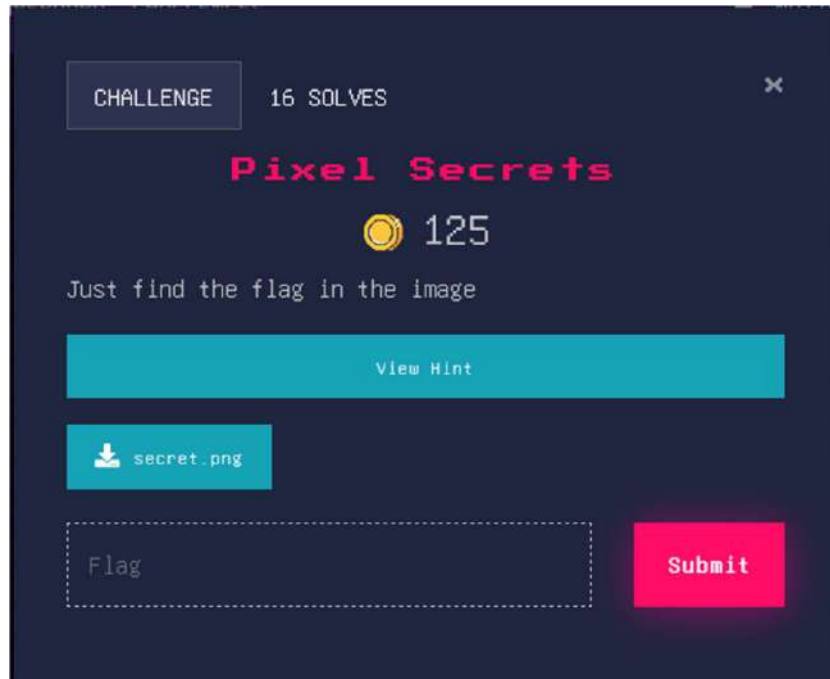 CHALLENGE 16 SOLVES
Pixel Secrets
125
Just find the flag in the image
View Hint
secret.png
Flag
Submit